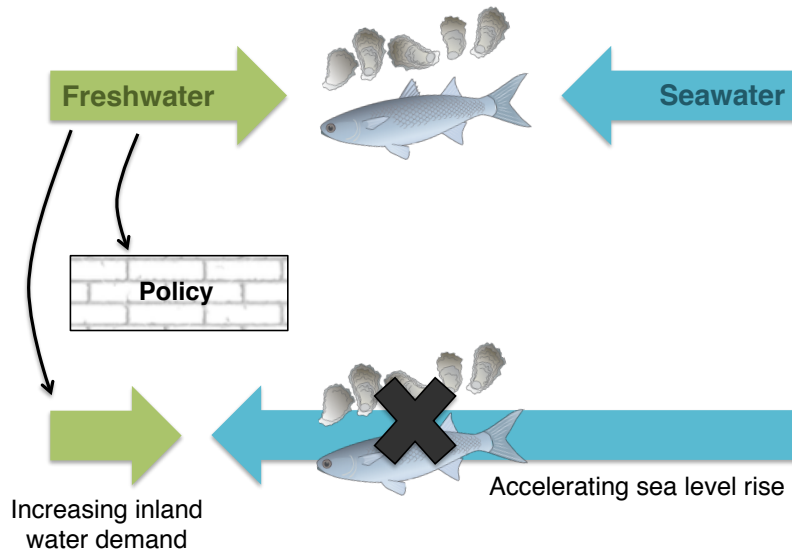 Freshwater
Seawater
Policy
Accelerating sea level rise
Increasing inland
water demand